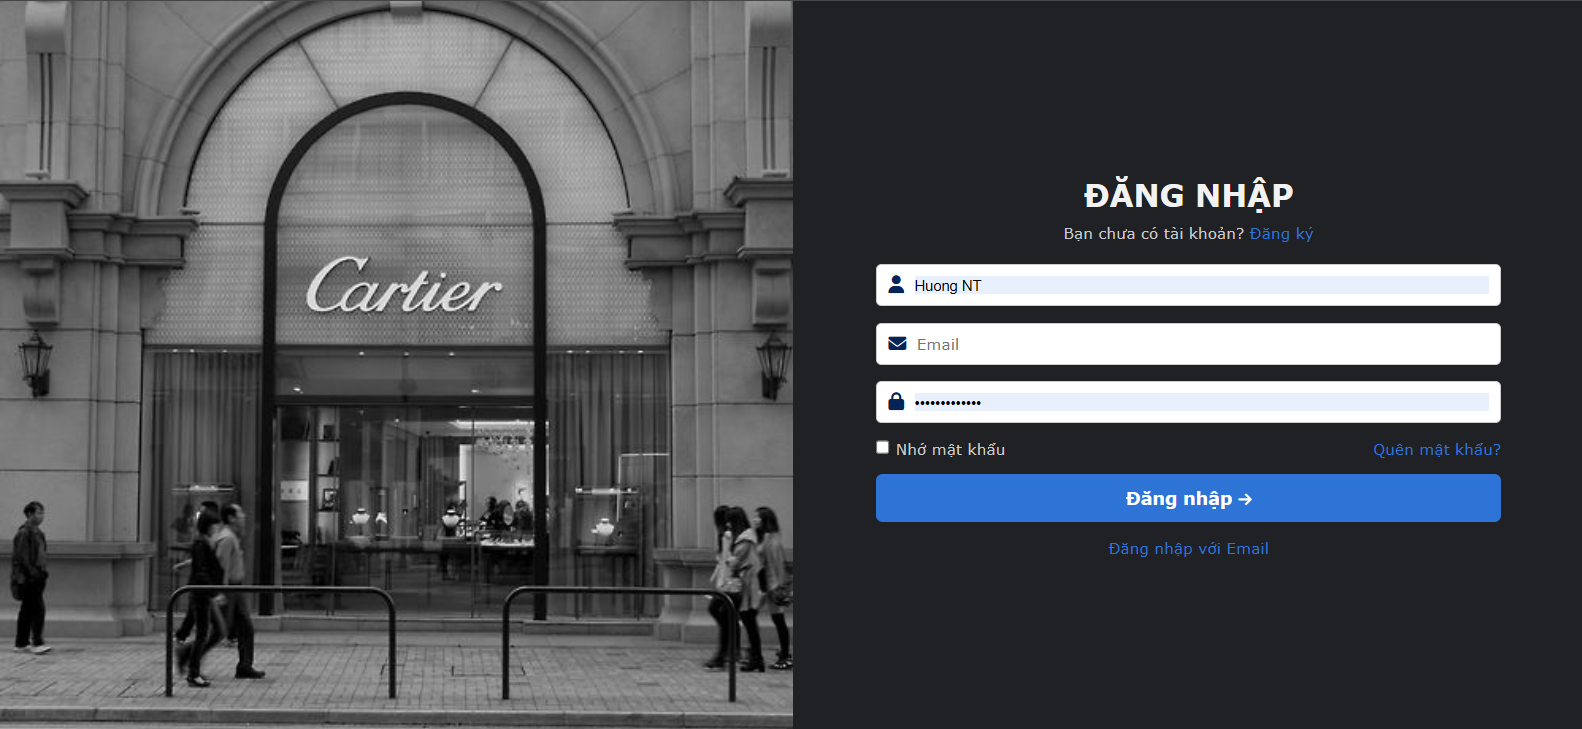 Cartier
ĐĂNG NHẬP
Bạn chưa có tài khoản? Đăng ký
Huong NT
Email
•••••••••••••
Nhớ mật khẩu
Quên mật khẩu?
Đăng nhập →
Đăng nhập với Email